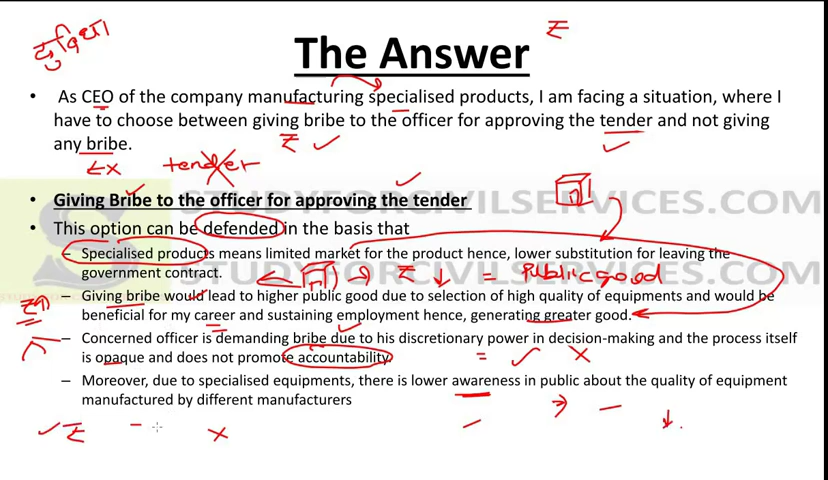 दुविधा
₹
The Answer
• As CEO of the company manufacturing specialised products, I am facing a situation, where I
have to choose between giving bribe to the officer for approving the tender and not giving
any bribe.
₹ ✓
tender
• Giving Bribe to the officer for approving the tender
STUDYFORCIVILSERVICES.COM
• This option can be defended in the basis that
– Specialised products means limited market for the product hence, lower substitution for leaving the
government contract.
₹ ↓ = Public good
STUDYFORCIVILSERVICES.COM
– Giving bribe would lead to higher public good due to selection of high quality of equipments and would be
beneficial for my career and sustaining employment hence, generating greater good.
– Concerned officer is demanding bribe due to his discretionary power in decision-making and the process itself
is opaque and does not promote accountability.
= ✓ ×
– Moreover, due to specialised equipments, there is lower awareness in public about the quality of equipment
manufactured by different manufacturers
✓ ₹ – ×